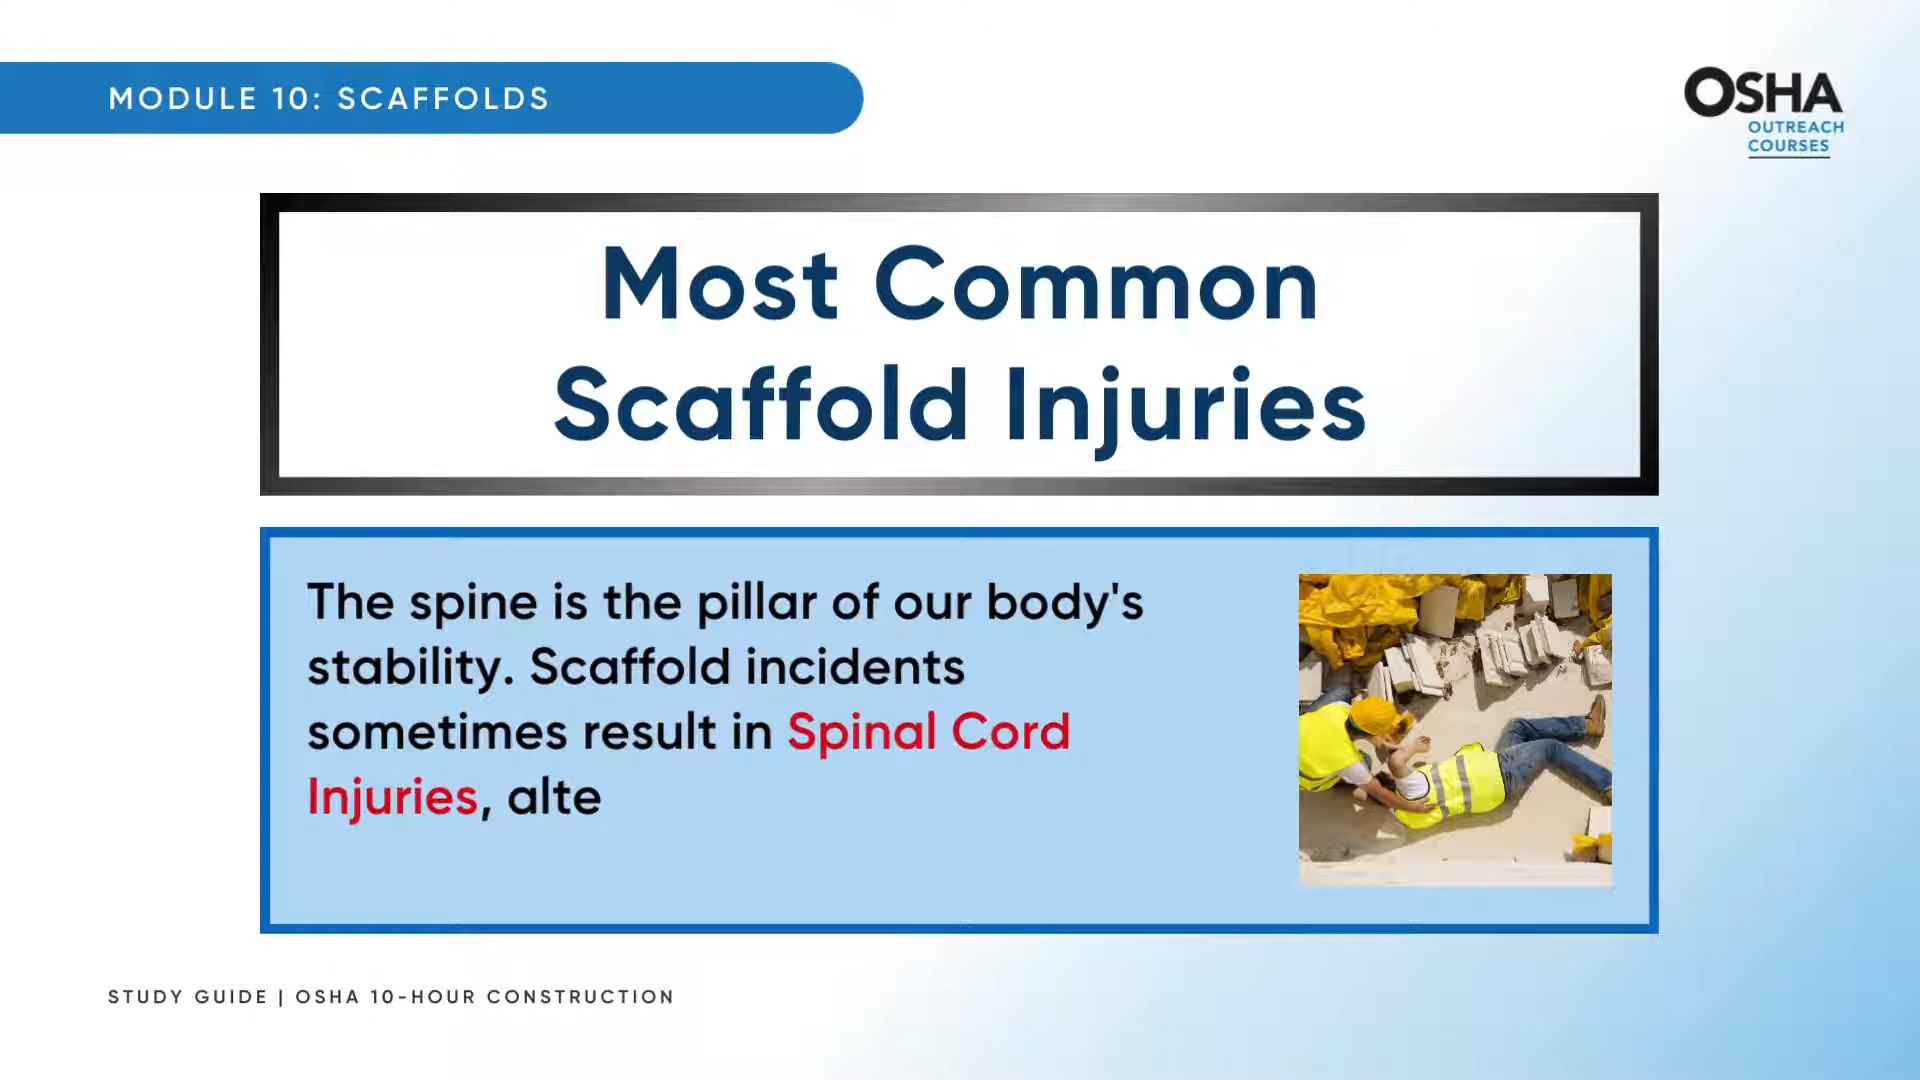 MODULE 10: SCAFFOLDS
OSHA
OUTREACH
COURSES
Most Common
Scaffold Injuries
The spine is the pillar of our body's
stability. Scaffold incidents
sometimes result in Spinal Cord
Injuries, alte
STUDY GUIDE | OSHA 10-HOUR CONSTRUCTION